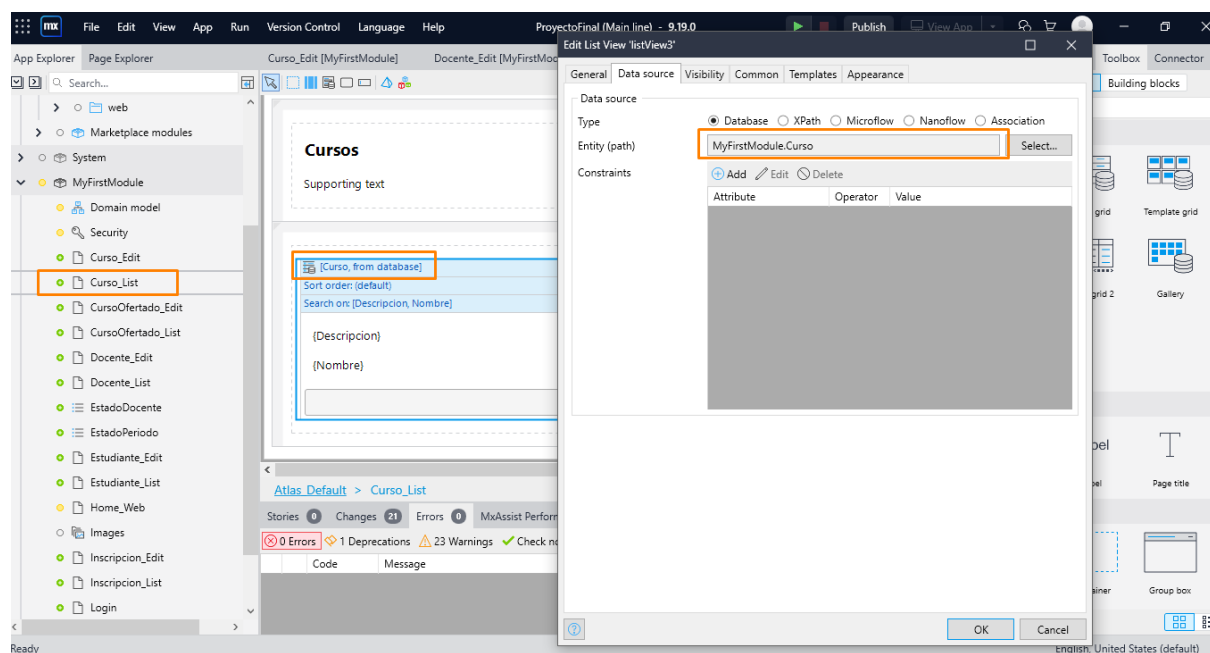 mx File Edit View App Run Version Control Language Help ProyectoFinal (Main line) - 9.19.0 Publish View App
App Explorer Page Explorer
Search...
web
Marketplace modules
System
MyFirstModule
Domain model
Security
Curso_Edit
Curso_List
CursoOfertado_Edit
CursoOfertado_List
Docente_Edit
Docente_List
EstadoDocente
EstadoPeriodo
Estudiante_Edit
Estudiante_List
Home_Web
Images
Inscripcion_Edit
Inscripcion_List
Login
Ready
Curso_Edit [MyFirstModule] Docente_Edit [MyFirstMod
Cursos
Supporting text
[Curso, from database]
Sort order: (default)
Search on: [Descripcion, Nombre]
{Descripcion}
{Nombre}
Atlas_Default > Curso_List
Stories 0 Changes 21 Errors 0 MxAssist Perforn
0 Errors 1 Deprecations 23 Warnings Check no
Code Message
Edit List View 'listView3'
General Data source Visibility Common Templates Appearance
Data source
Type Database XPath Microflow Nanoflow Association
Entity (path) MyFirstModule.Curso Select...
Constraints Add Edit Delete
Attribute Operator Value
OK Cancel
Toolbox Connector
Building blocks
grid Template grid
grid 2 Gallery
bel Page title
ainer Group box
English, United States (default)